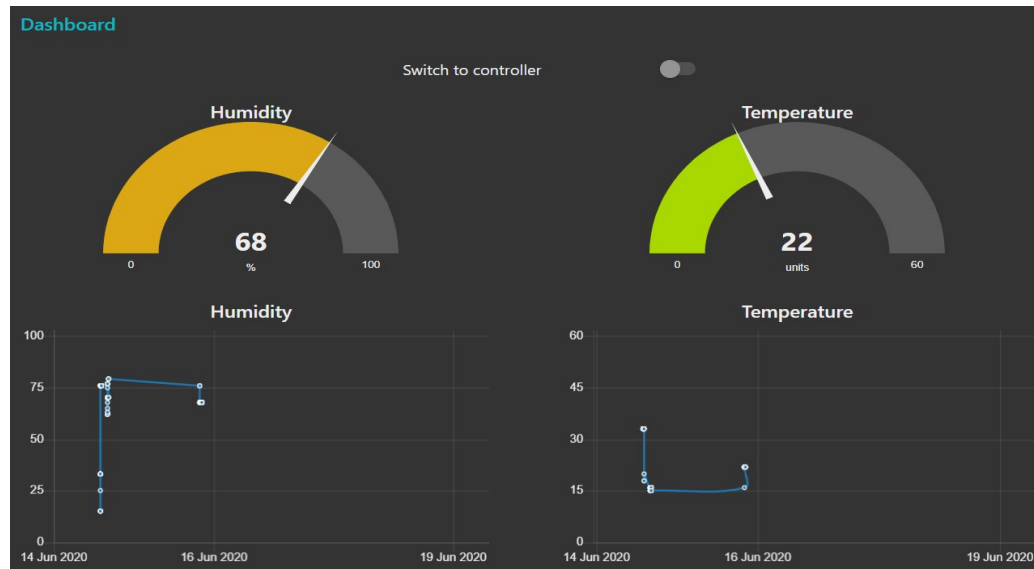 Dashboard
Switch to controller
Humidity
Temperature
68
%
0
100
22
units
0
60
Humidity
100
75
50
25
0
14 Jun 2020
16 Jun 2020
19 Jun 2020
Temperature
60
45
30
15
0
14 Jun 2020
16 Jun 2020
19 Jun 2020